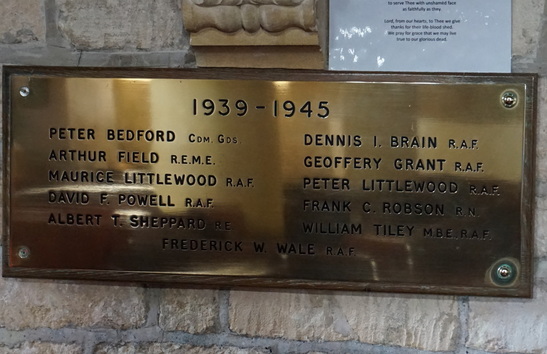 to serve Thee with unshamed face
as faithfully as they.
Lord, from our hearts, to Thee we give
thanks for their life-blood shed.
We pray for grace that we may live
true to our glorious dead.
1939-1945
PETER BEDFORD CDM. GDS
ARTHUR FIELD R.E.M.E.
MAURICE LITTLEWOOD R.A.F.
DAVID F. POWELL R.A.F.
ALBERT T. SHEPPARD R.E
DENNIS I. BRAIN R.A.F.
GEOFFERY GRANT R.A.F.
PETER LITTLEWOOD R.A.F.
FRANK C. ROBSON R.N.
WILLIAM TILEY M.B.E. R.A.F.
FREDERICK W. WALE R.A.F.